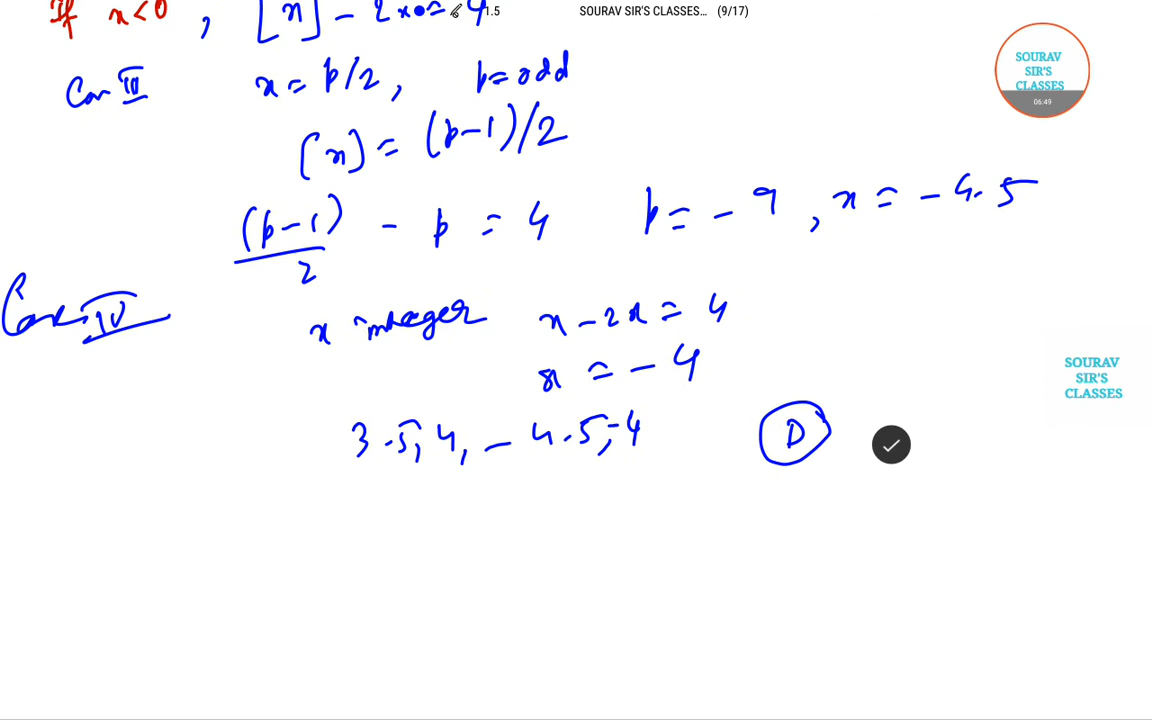 If x<0, [x] - 2x = 4
1.5
SOURAV SIR'S CLASSES... (9/17)
SOURAV
SIR'S
CLASSES
06:49
Case III x = p/2, p = odd
[x] = (p-1)/2
(p-1)/2 - p = 4 p = -9, x = -4.5
Case IV x integer x - 2x = 4
x = -4
SOURAV
SIR'S
CLASSES
3.5, 4, -4.5, -4 D